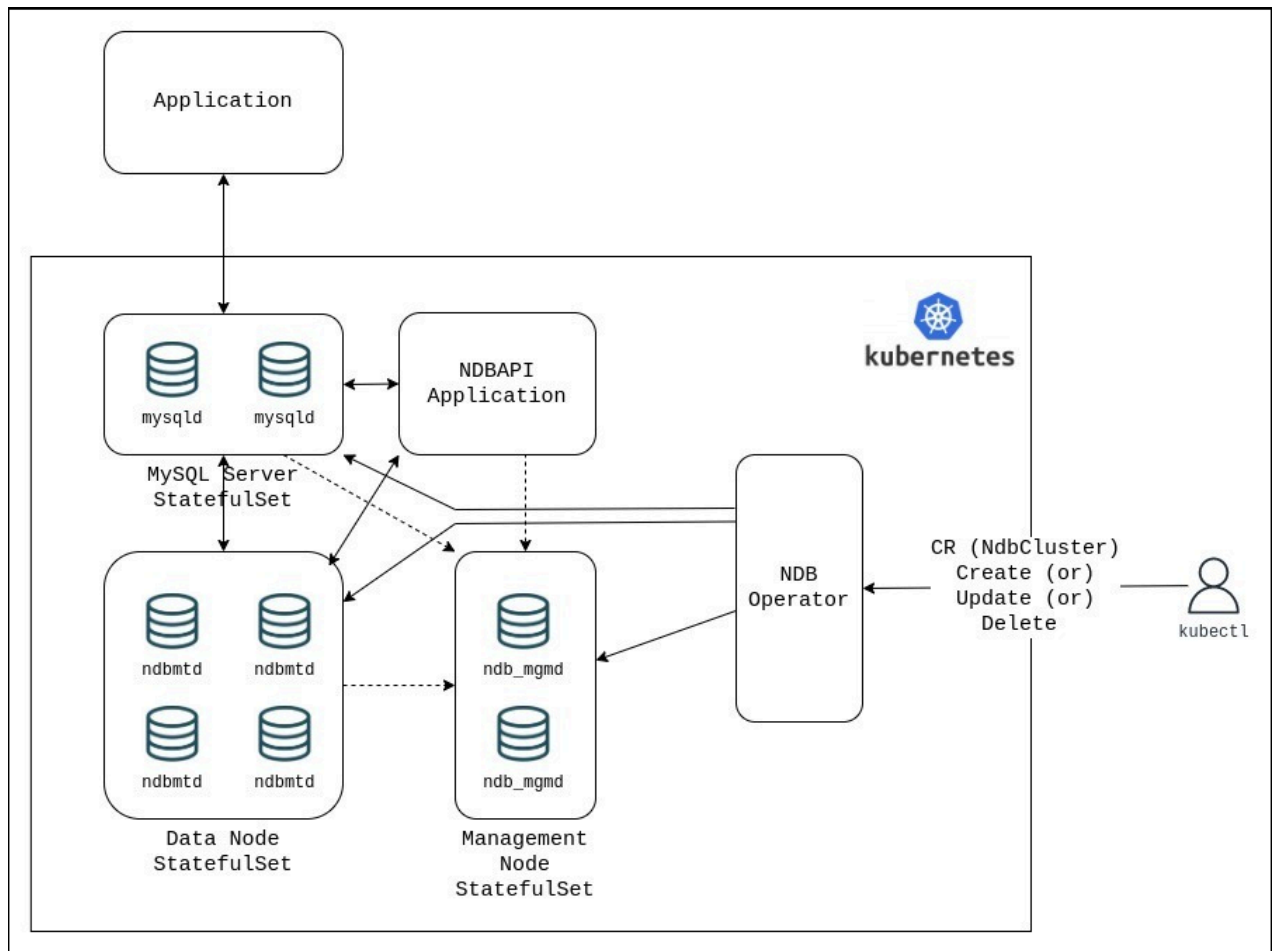 Application
kubernetes
mysqld
mysqld
NDBAPI
Application
MySQL Server
StatefulSet
NDB
Operator
CR (NdbCluster)
Create (or)
Update (or)
Delete
kubectl
ndbmtd
ndbmtd
ndb_mgmd
ndbmtd
ndbmtd
ndb_mgmd
Data Node
StatefulSet
Management
Node
StatefulSet